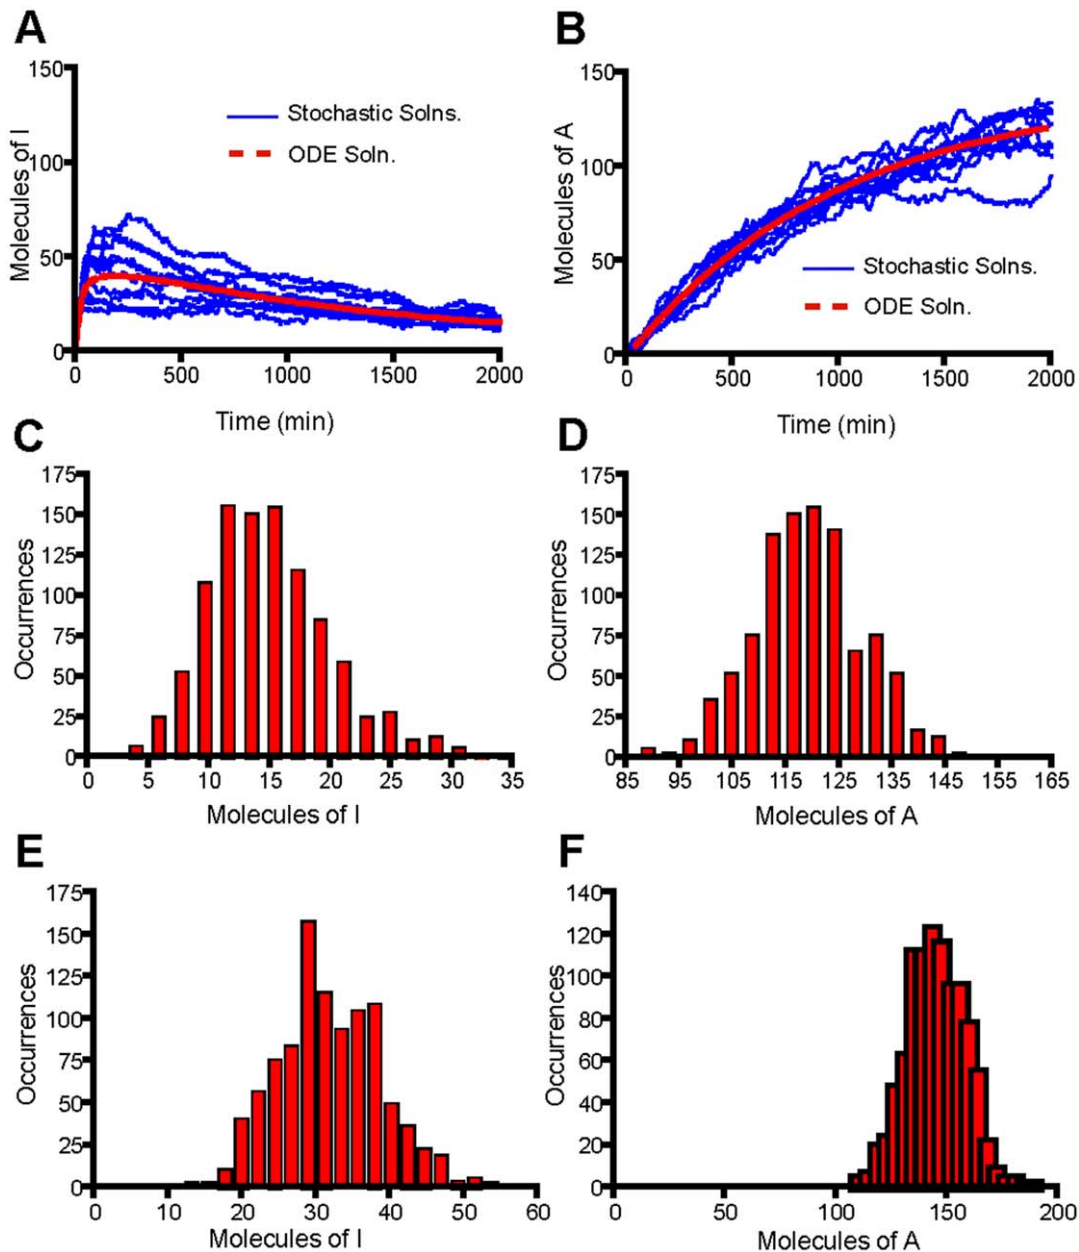 A
B
150
100
50
0
Molecules of I
Stochastic Solns.
ODE Soln.
0 500 1000 1500 2000
Time (min)
150
100
50
0
Molecules of A
Stochastic Solns.
ODE Soln.
0 500 1000 1500 2000
Time (min)
C
D
175
150
125
100
75
50
25
0
Occurrences
0 5 10 15 20 25 30 35
Molecules of I
175
150
125
100
75
50
25
0
Occurrences
85 95 105 115 125 135 145 155 165
Molecules of A
E
F
175
150
125
100
75
50
25
0
Occurrences
0 10 20 30 40 50 60
Molecules of I
140
120
100
80
60
40
20
0
Occurrences
0 50 100 150 200
Molecules of A